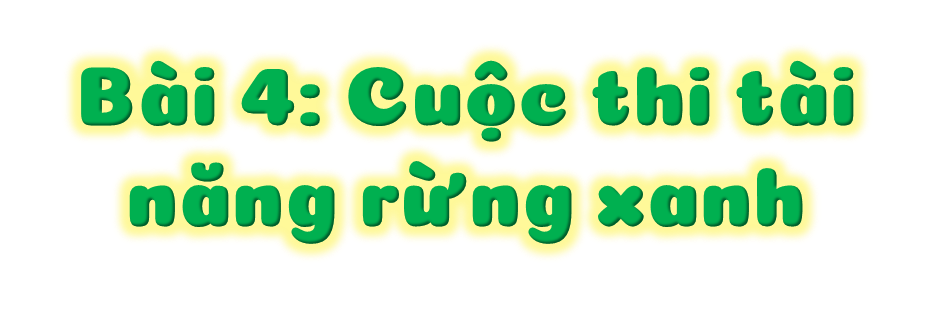 Bài 4: Cuộc thi tài
năng rừng xanh